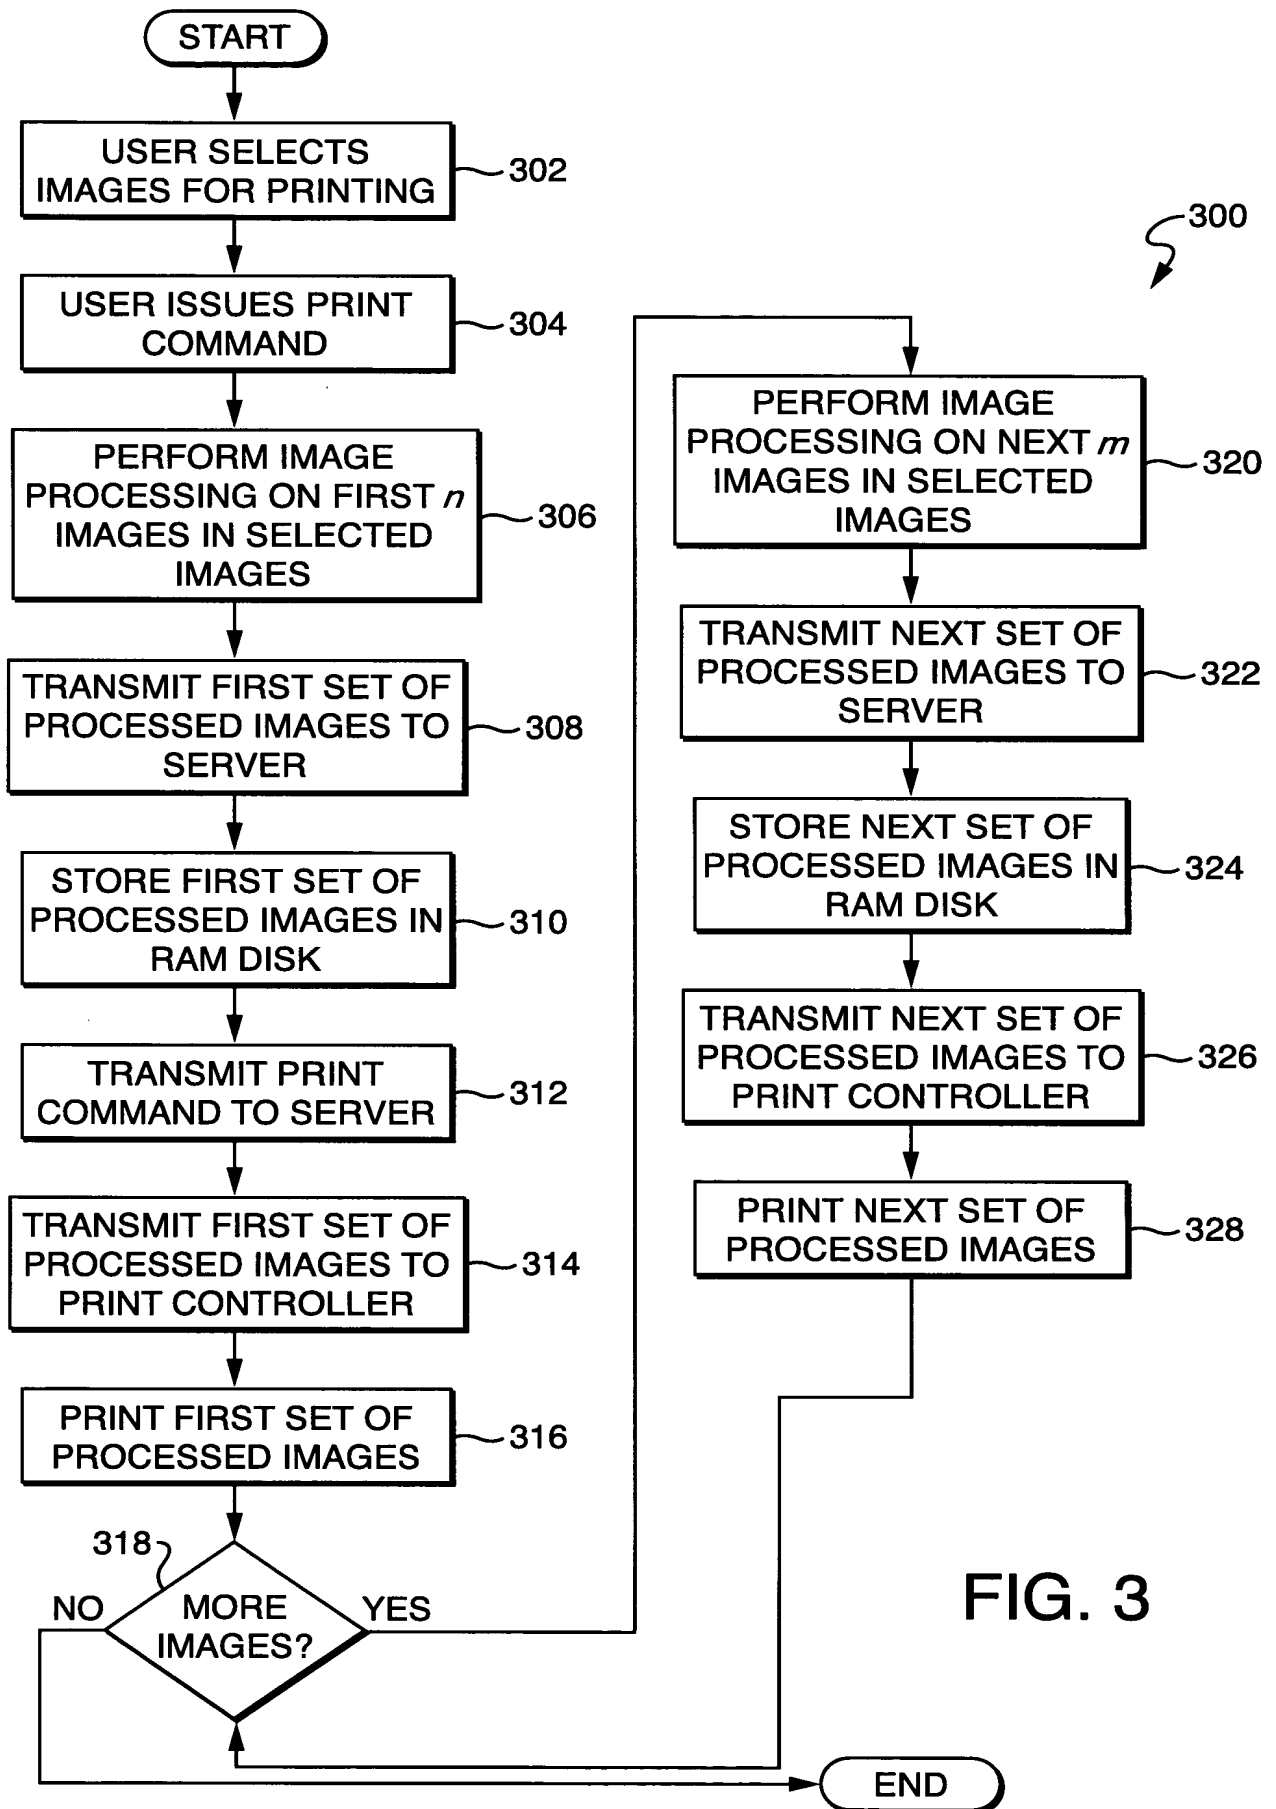 START
USER SELECTS
IMAGES FOR PRINTING
302
USER ISSUES PRINT
COMMAND
304
PERFORM IMAGE
PROCESSING ON FIRST n
IMAGES IN SELECTED
IMAGES
306
TRANSMIT FIRST SET OF
PROCESSED IMAGES TO
SERVER
308
STORE FIRST SET OF
PROCESSED IMAGES IN
RAM DISK
310
TRANSMIT PRINT
COMMAND TO SERVER
312
TRANSMIT FIRST SET OF
PROCESSED IMAGES TO
PRINT CONTROLLER
314
PRINT FIRST SET OF
PROCESSED IMAGES
316
318
NO
MORE
IMAGES?
YES
300
PERFORM IMAGE
PROCESSING ON NEXT m
IMAGES IN SELECTED
IMAGES
320
TRANSMIT NEXT SET OF
PROCESSED IMAGES TO
SERVER
322
STORE NEXT SET OF
PROCESSED IMAGES IN
RAM DISK
324
TRANSMIT NEXT SET OF
PROCESSED IMAGES TO
PRINT CONTROLLER
326
PRINT NEXT SET OF
PROCESSED IMAGES
328
FIG. 3
END